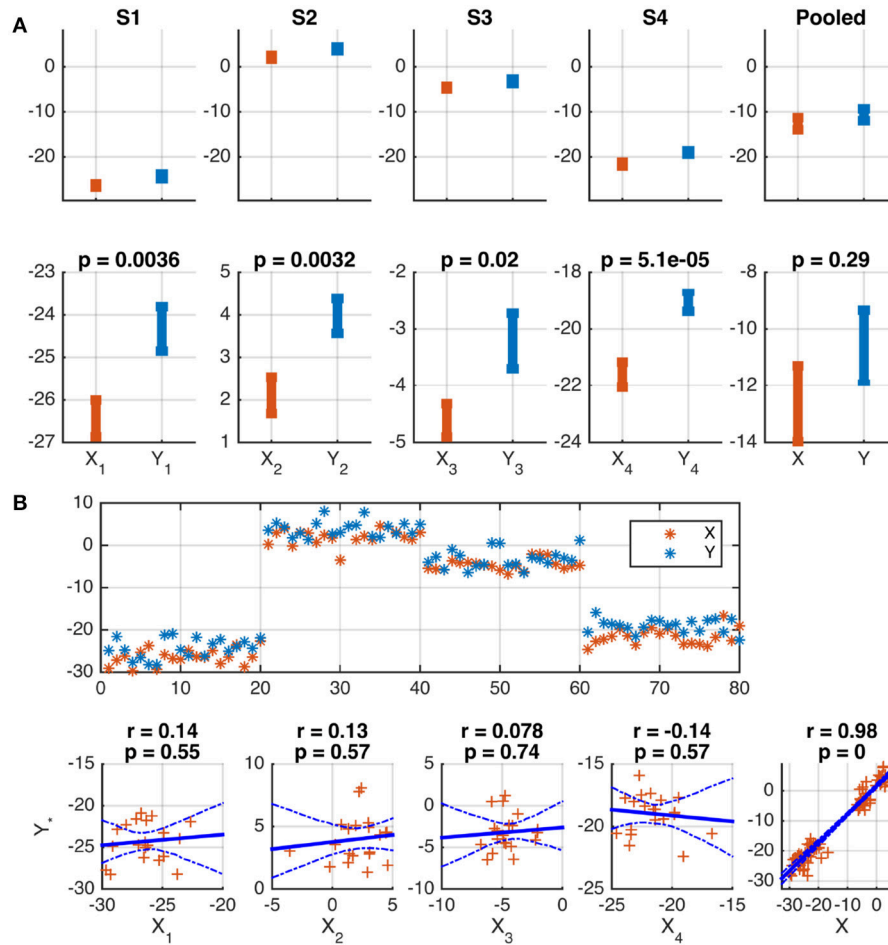 A
S1 S2 S3 S4 Pooled
0 0 0 0 0
-10 -10 -10 -10 -10
-20 -20 -20 -20 -20
p = 0.0036 p = 0.0032 p = 0.02 p = 5.1e-05 p = 0.29
-23 5 -2 -18 -8
-24 4 -3 -20 -10
-25 3 -4 -22 -12
-26 2 -5 -24 -14
-27 1
X1 Y1 X2 Y2 X3 Y3 X4 Y4 X Y
B
10
0
-10
-20
-30
X
Y
0 10 20 30 40 50 60 70 80
r = 0.14 r = 0.13 r = 0.078 r = -0.14 r = 0.98
p = 0.55 p = 0.57 p = 0.74 p = 0.57 p = 0
-15 10 5 -15 0
-20 5 0 -20 -10
-25 0 -5 -25 -20
-30 -10 -30
Y*
-30 -25 -20 -5 0 5 -10 -5 0 -25 -20 -15 -30 -20 -10 0
X1 X2 X3 X4 X